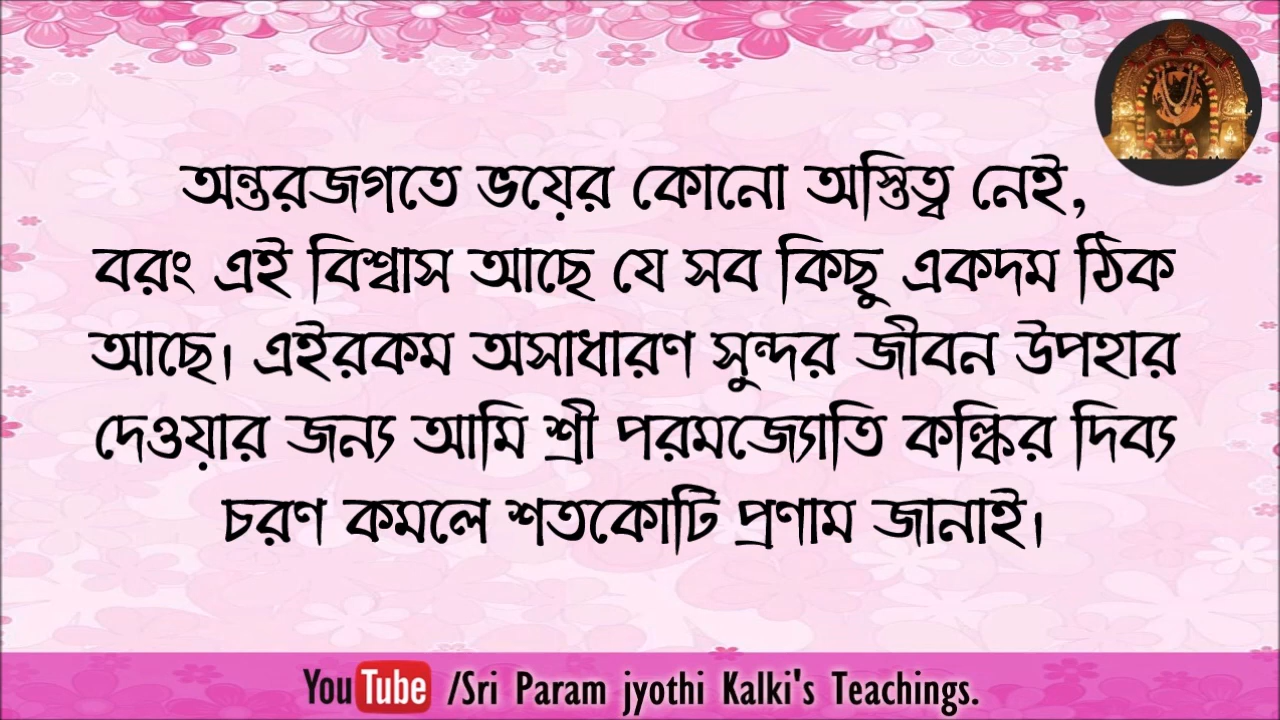 অন্তরজগতে ভয়ের কোনো অস্তিত্ব নেই,
বরং এই বিশ্বাস আছে যে সব কিছু একদম ঠিক
আছে। এইরকম অসাধারণ সুন্দর জীবন উপহার
দেওয়ার জন্য আমি শ্রী পরমজ্যোতি কল্কির দিব্য
চরণ কমলে শতকোটি প্রণাম জানাই।
YouTube /Sri Param jyothi Kalki's Teachings.